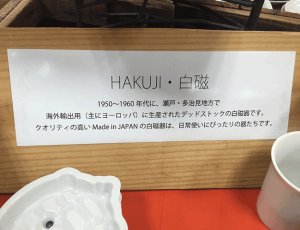 HAKUJI・白磁
1950〜1960年代に、瀬戸・多治見地方で
海外輸出用（主にヨーロッパ）に生産されたデッドストックの白磁器です。
クオリティの高い Made in JAPAN の白磁器は、日常使いにぴったりの器たちです。